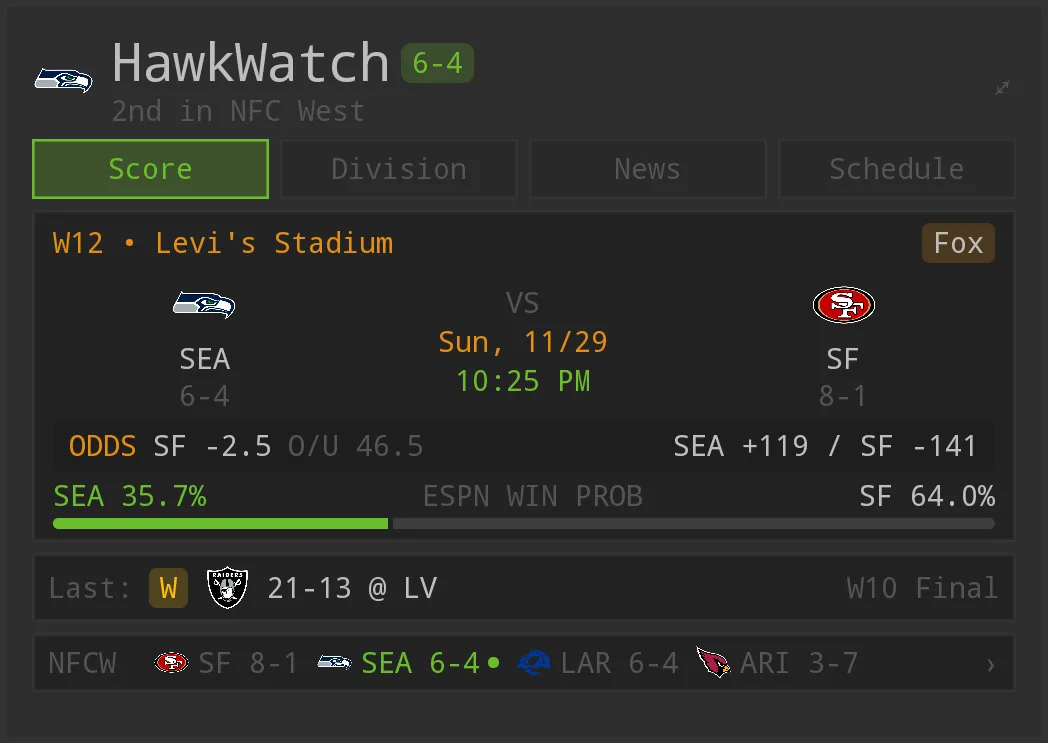 HawkWatch 6-4
2nd in NFC West
Score Division News Schedule
W12 • Levi's Stadium Fox
VS
Sun, 11/29
10:25 PM
SEA SF
6-4 8-1
ODDS SF -2.5 O/U 46.5 SEA +119 / SF -141
SEA 35.7% ESPN WIN PROB SF 64.0%
Last: W RAIDERS 21-13 @ LV W10 Final
NFCW SF 8-1 SEA 6-4 • LAR 6-4 ARI 3-7 ›